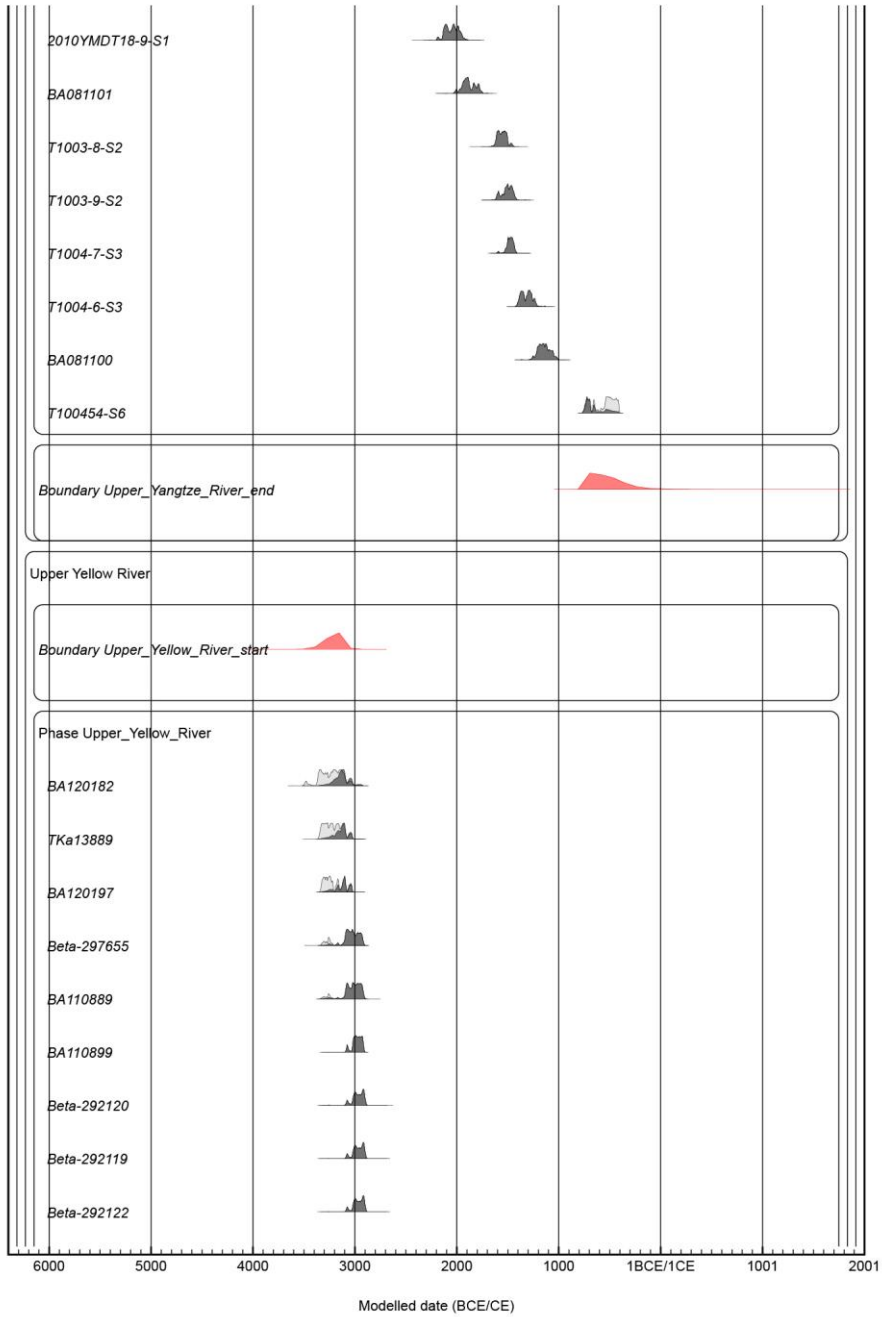 2010YMDT18-9-S1
BA081101
T1003-8-S2
T1003-9-S2
T1004-7-S3
T1004-6-S3
BA081100
T100454-S6
Boundary Upper_Yangtze_River_end
Upper Yellow River
Boundary Upper_Yellow_River_start
Phase Upper_Yellow_River
BA120182
TKa13889
BA120197
Beta-297655
BA110889
BA110899
Beta-292120
Beta-292119
Beta-292122
6000 5000 4000 3000 2000 1000 1BCE/1CE 1001 2001
Modelled date (BCE/CE)